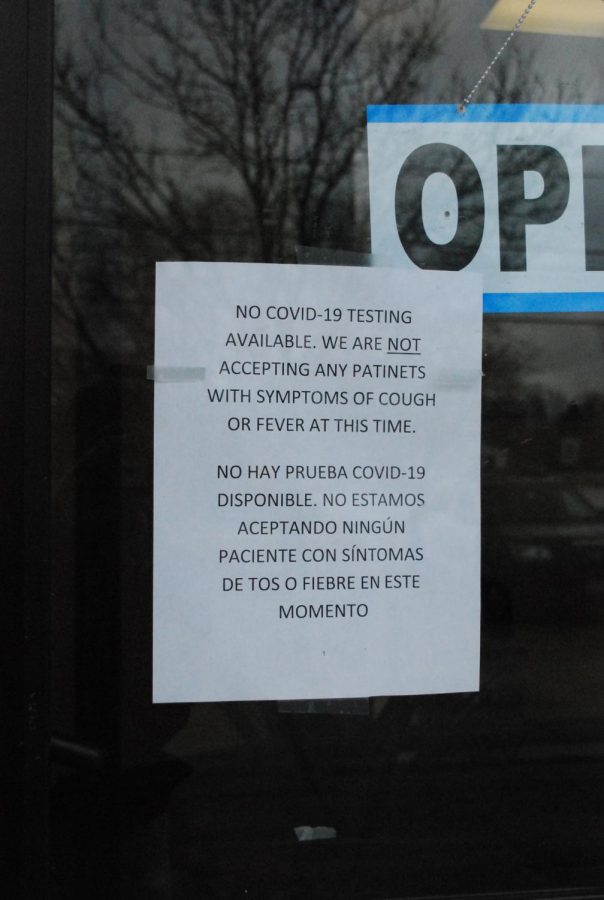 OP
NO COVID-19 TESTING
AVAILABLE. WE ARE NOT
ACCEPTING ANY PATINETS
WITH SYMPTOMS OF COUGH
OR FEVER AT THIS TIME.
NO HAY PRUEBA COVID-19
DISPONIBLE. NO ESTAMOS
ACEPTANDO NINGÚN
PACIENTE CON SÍNTOMAS
DE TOS O FIEBRE EN ESTE
MOMENTO